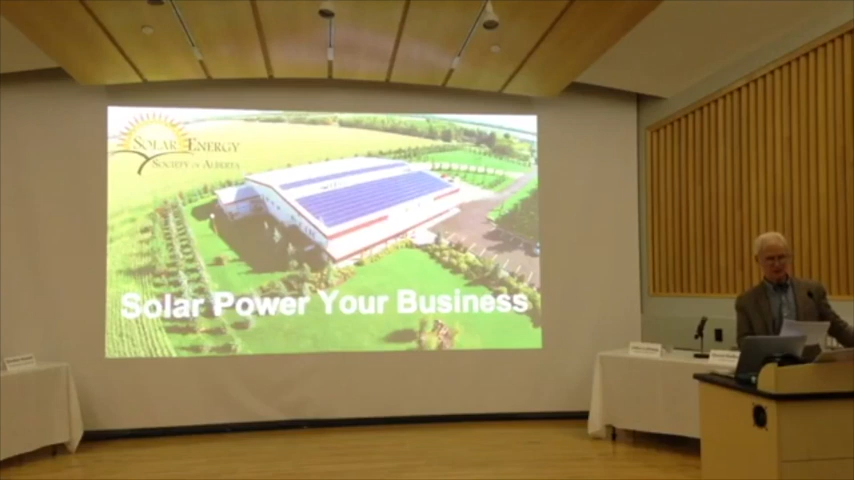 SOLAR ENERGY
SOCIETY OF ALBERTA
Solar Power Your Business